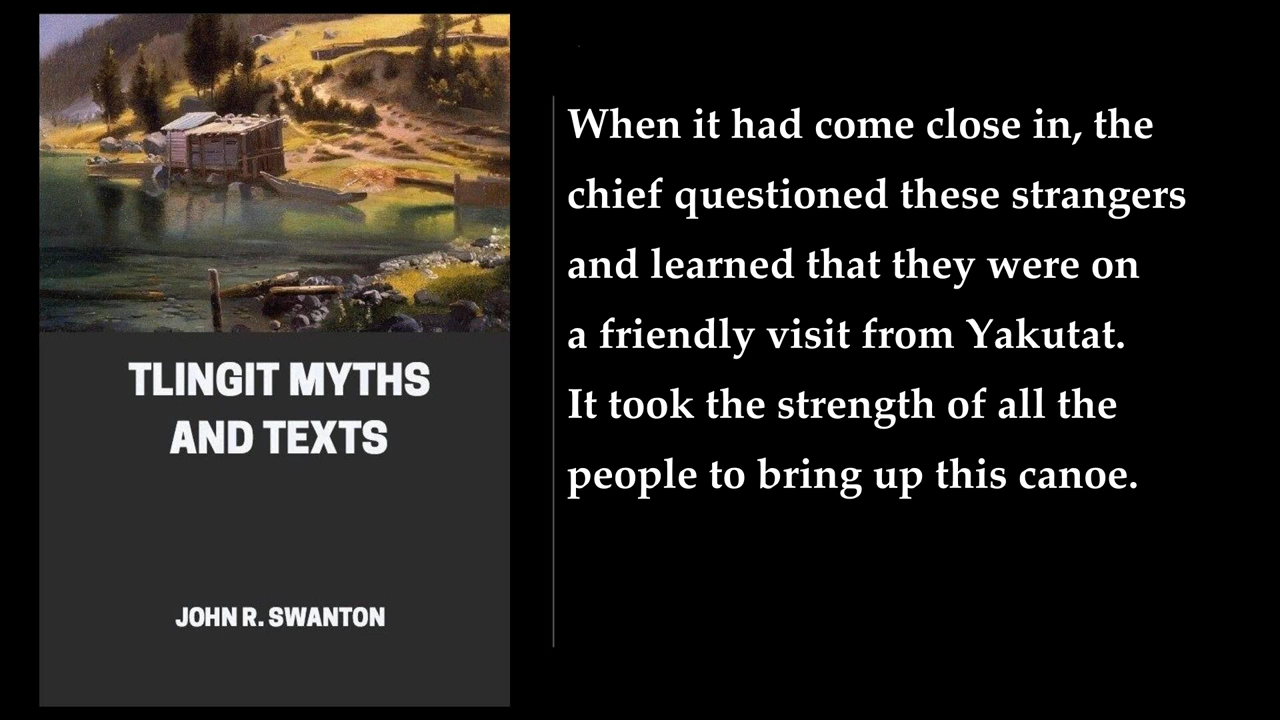 TLINGIT MYTHS
AND TEXTS
JOHN R. SWANTON
When it had come close in, the
chief questioned these strangers
and learned that they were on
a friendly visit from Yakutat.
It took the strength of all the
people to bring up this canoe.